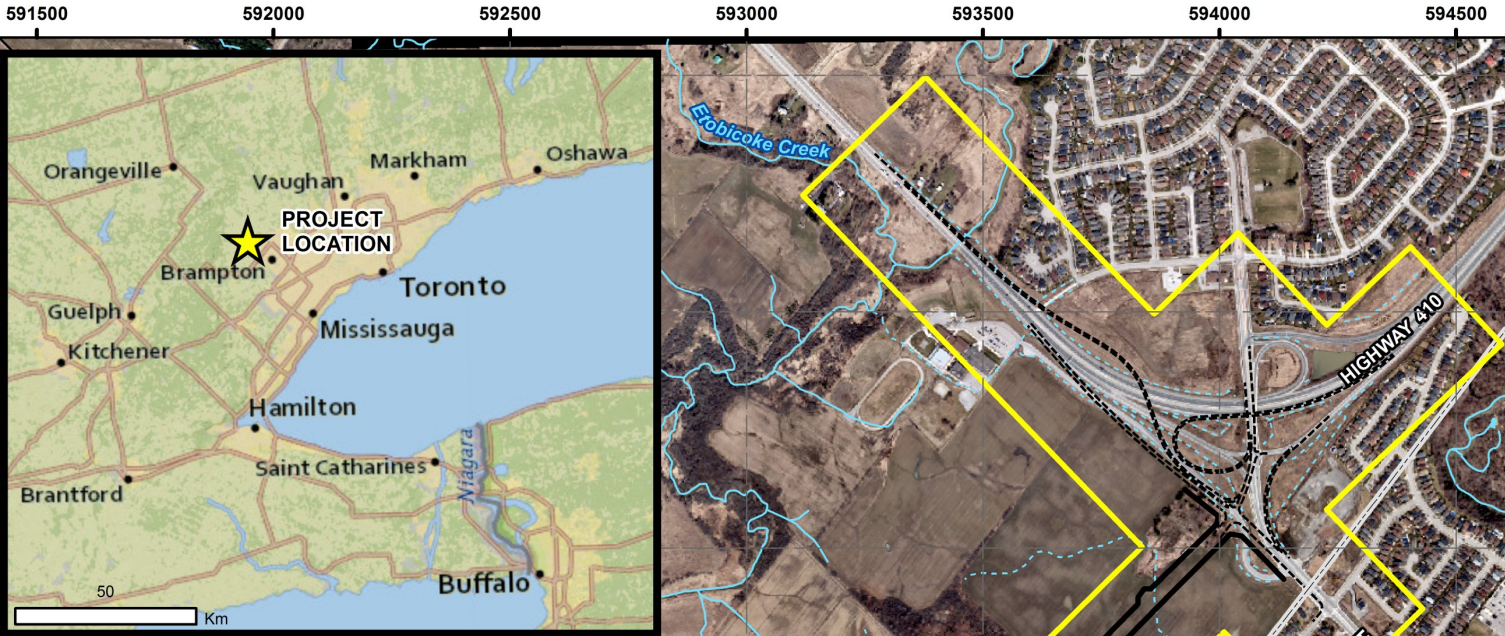 591500 592000 592500 593000 593500 594000 594500
Orangeville
Markham
Oshawa
Vaughan
PROJECT
LOCATION
Brampton
Toronto
Guelph
Mississauga
Kitchener
Hamilton
Saint Catharines
Niagara
Brantford
Buffalo
50
Km
Etobicoke Creek
HIGHWAY 410